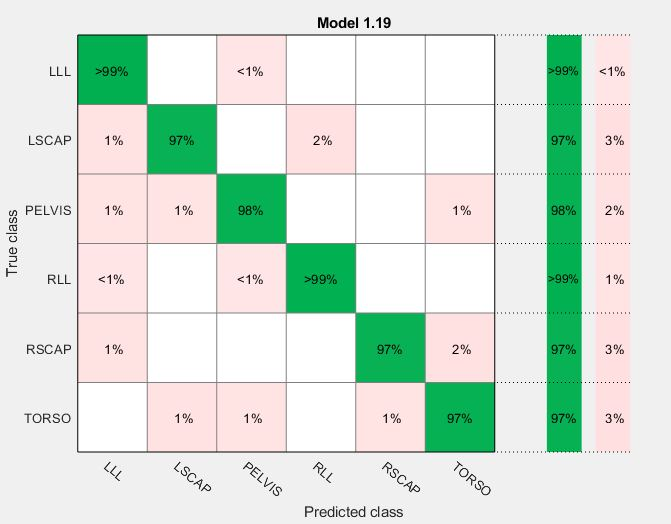 Model 1.19
LLL >99% <1% >99% <1%
LSCAP 1% 97% 2% 97% 3%
PELVIS 1% 1% 98% 1% 98% 2%
RLL <1% <1% >99% >99% 1%
RSCAP 1% 97% 2% 97% 3%
TORSO 1% 1% 1% 97% 97% 3%
True class
LLL LSCAP PELVIS RLL RSCAP TORSO
Predicted class